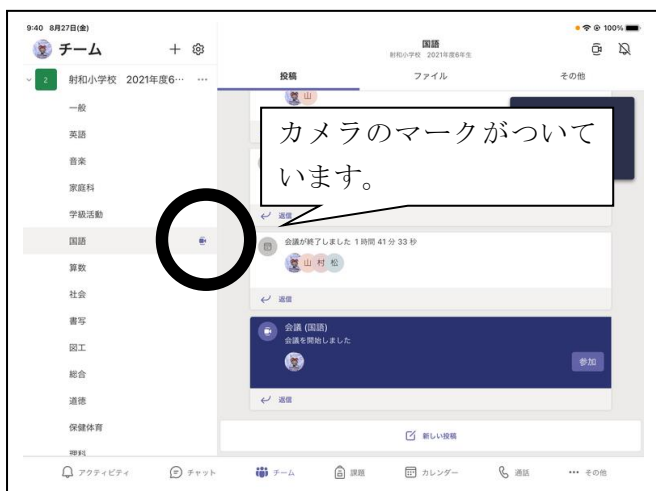 9:40 8月27日(金)
100%
チーム
2 射和小学校 2021年度6…
一般
英語
音楽
家庭科
学級活動
国語
算数
社会
書写
図工
総合
道徳
保健体育
理科
国語
射和小学校 2021年度6年生
投稿 ファイル その他
山
カメラのマークがついて
います。
返信
会議が終了しました 1 時間 41 分 33 秒
山 村 松
返信
会議 (国語)
会議を開始しました
参加
返信
新しい投稿
アクティビティ チャット チーム 課題 カレンダー 通話 その他